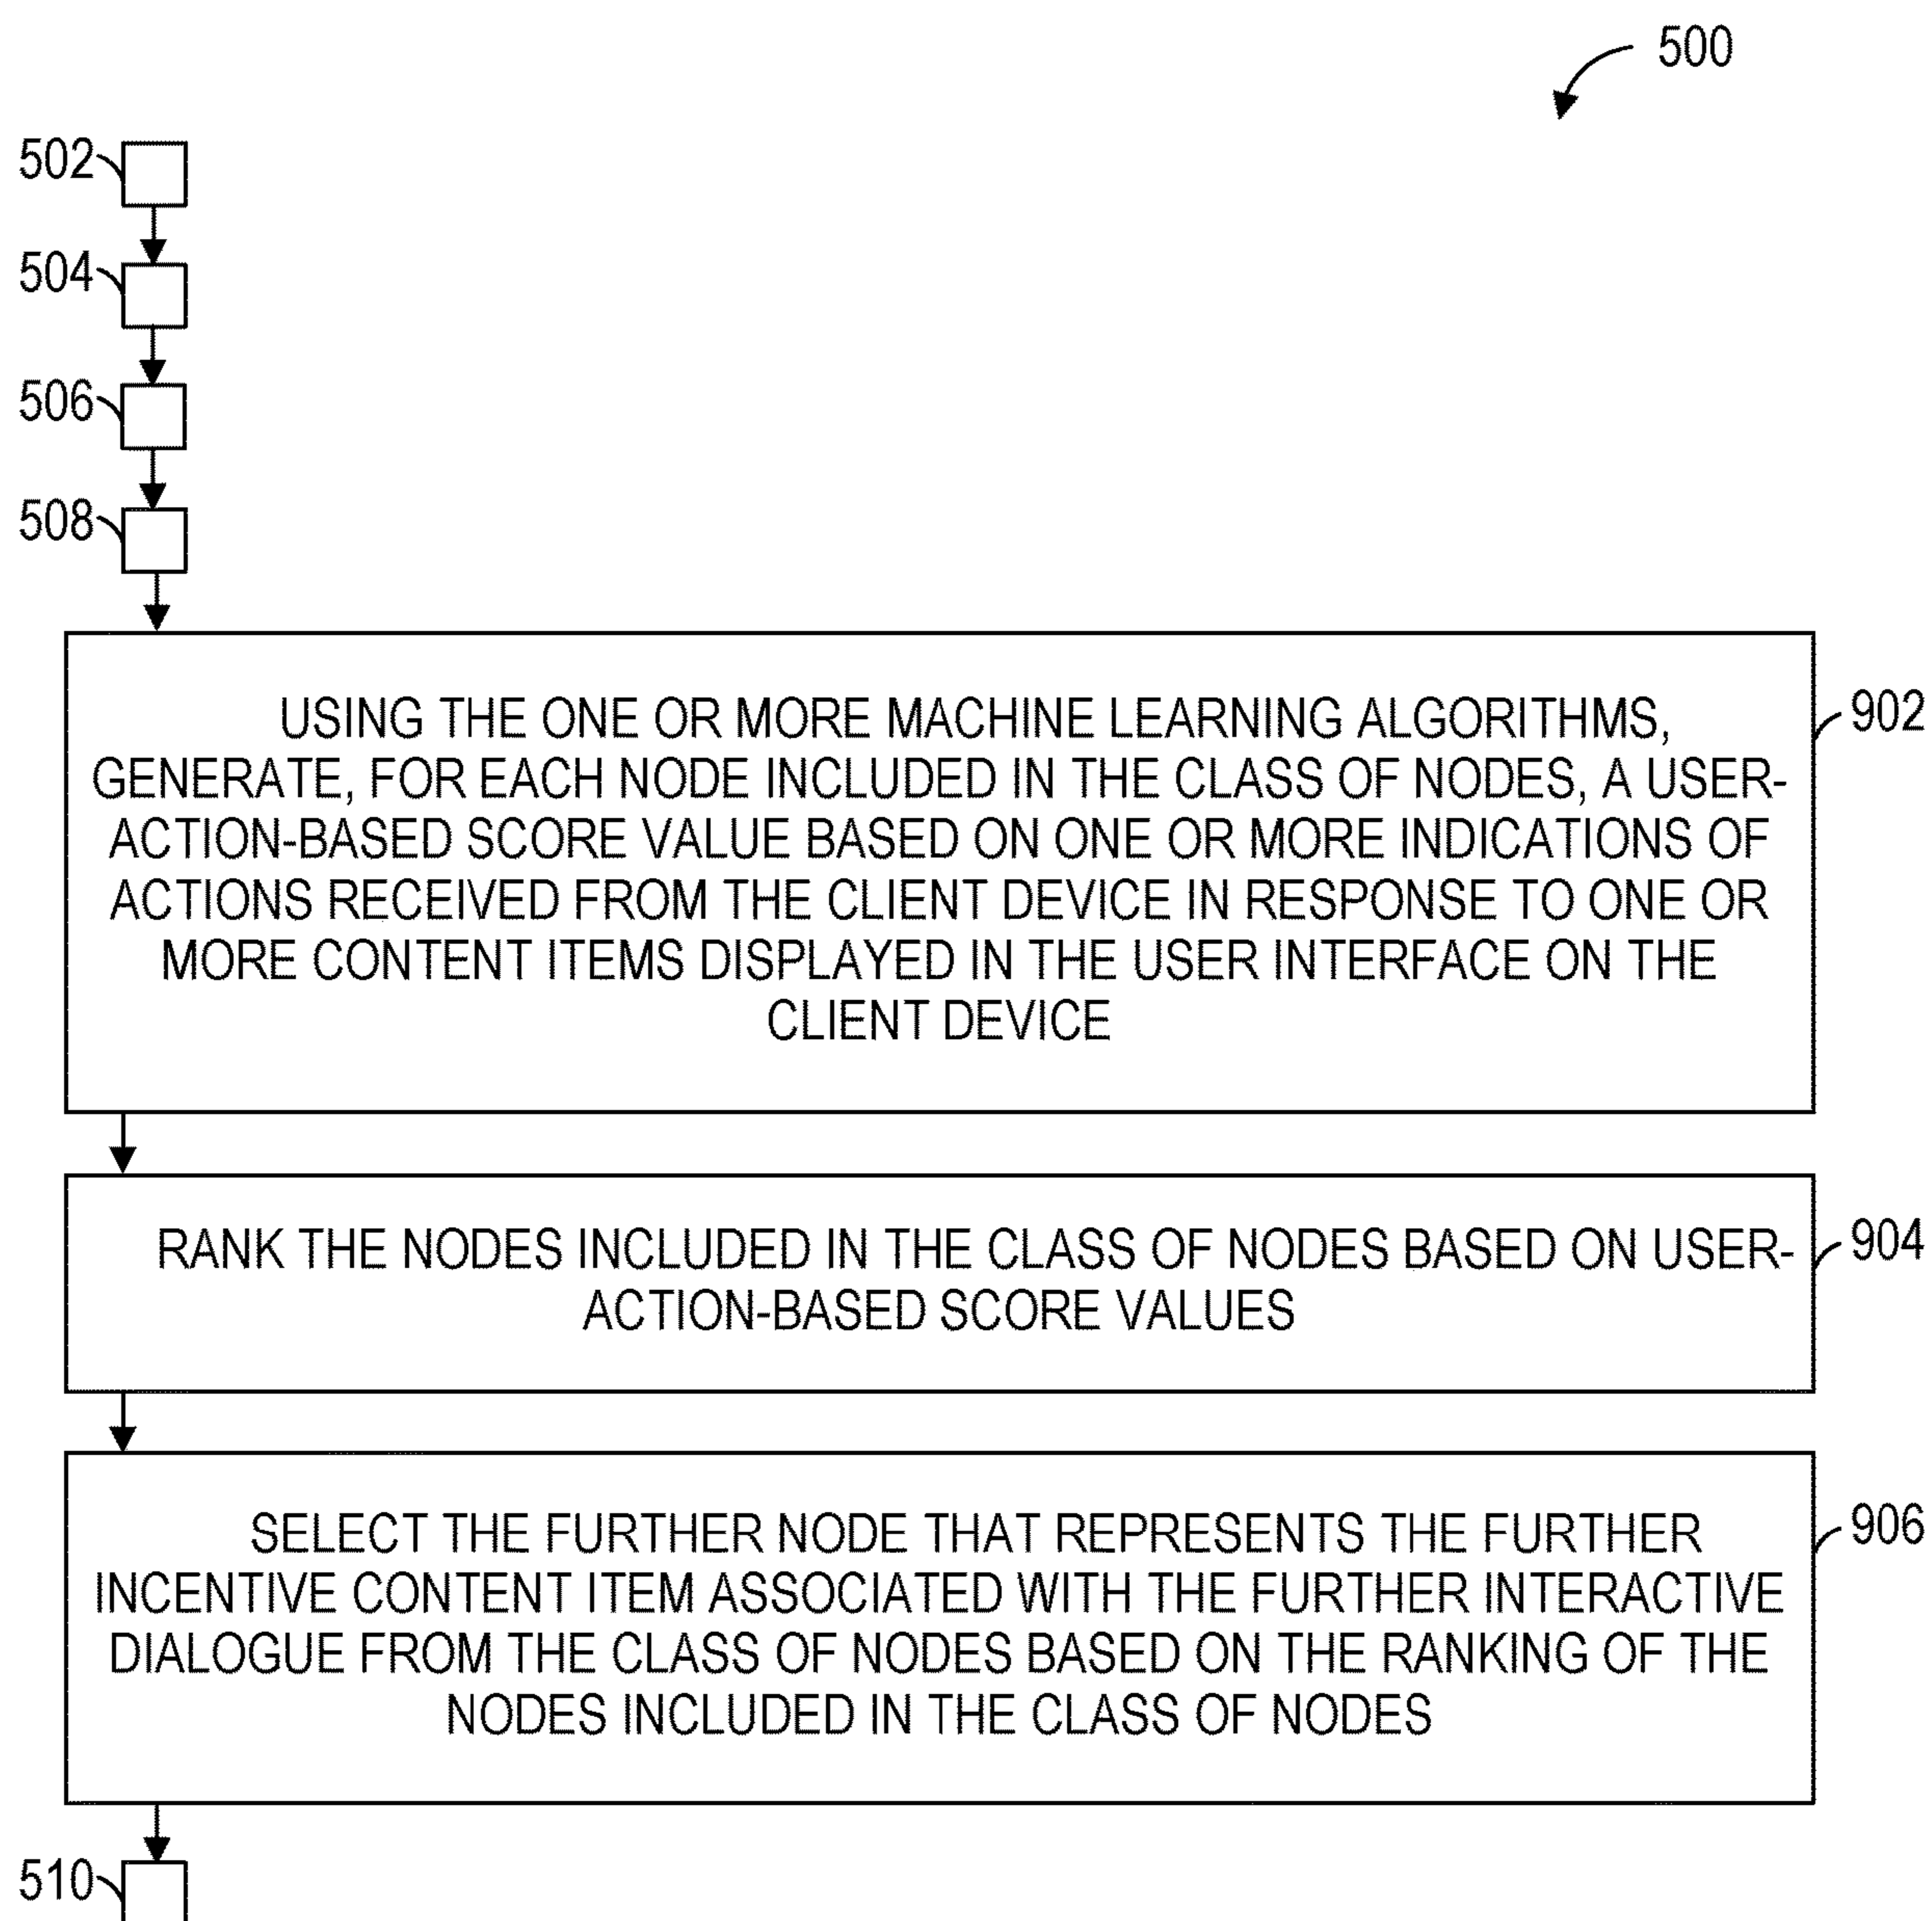 500
502
504
506
508
USING THE ONE OR MORE MACHINE LEARNING ALGORITHMS,
GENERATE, FOR EACH NODE INCLUDED IN THE CLASS OF NODES, A USER-
ACTION-BASED SCORE VALUE BASED ON ONE OR MORE INDICATIONS OF
ACTIONS RECEIVED FROM THE CLIENT DEVICE IN RESPONSE TO ONE OR
MORE CONTENT ITEMS DISPLAYED IN THE USER INTERFACE ON THE
CLIENT DEVICE
902
RANK THE NODES INCLUDED IN THE CLASS OF NODES BASED ON USER-
ACTION-BASED SCORE VALUES
904
SELECT THE FURTHER NODE THAT REPRESENTS THE FURTHER
INCENTIVE CONTENT ITEM ASSOCIATED WITH THE FURTHER INTERACTIVE
DIALOGUE FROM THE CLASS OF NODES BASED ON THE RANKING OF THE
NODES INCLUDED IN THE CLASS OF NODES
906
510